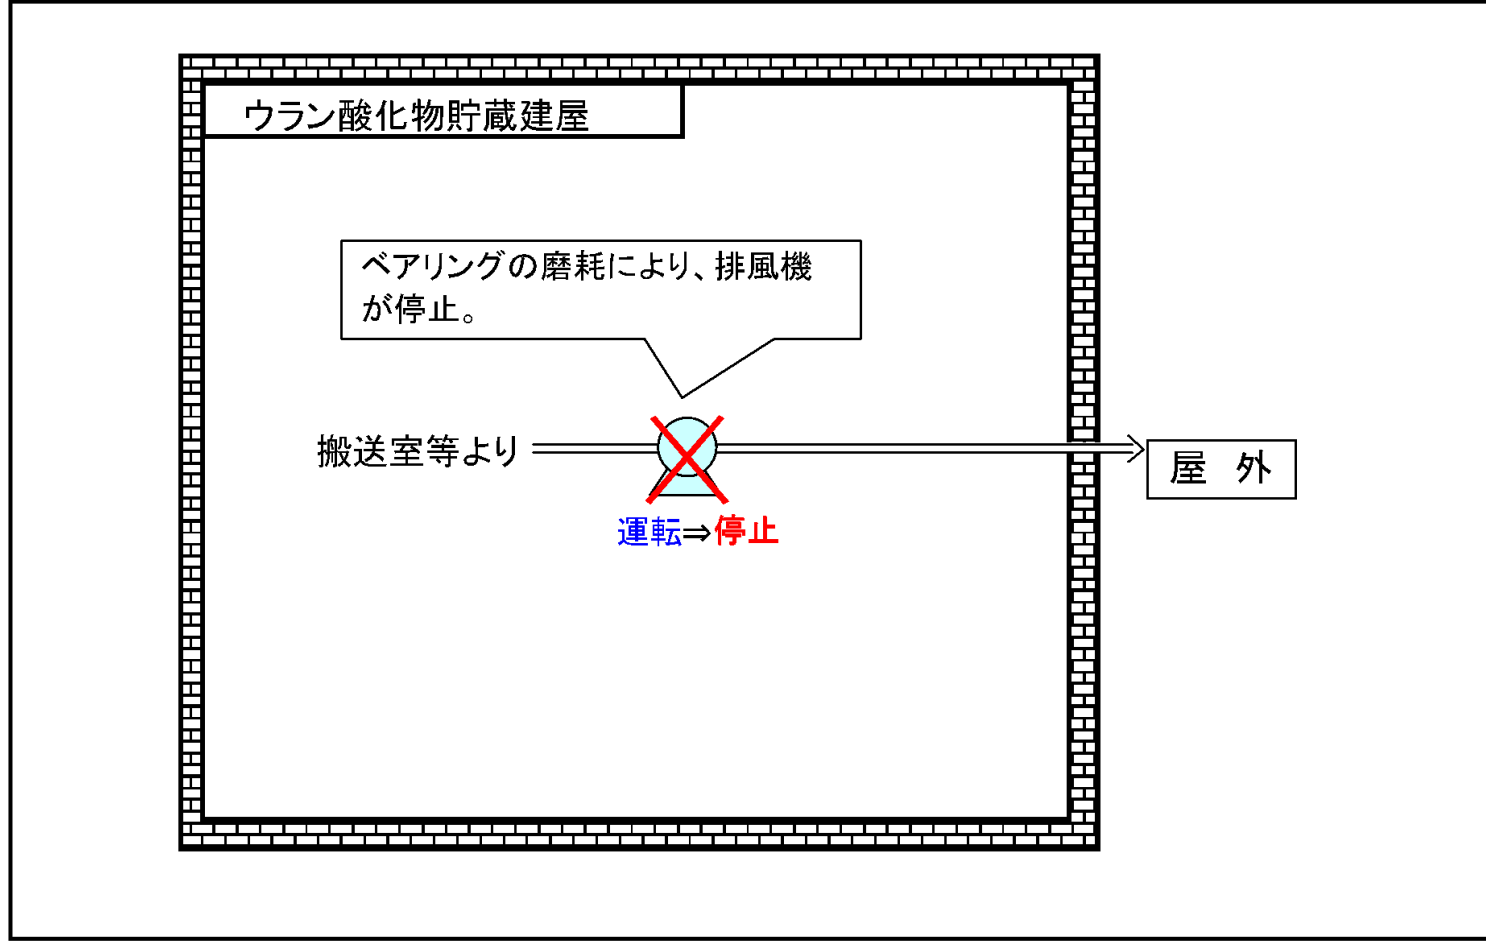 ウラン酸化物貯蔵建屋
ベアリングの磨耗により、排風機
が停止。
搬送室等より
屋　外
運転⇒停止